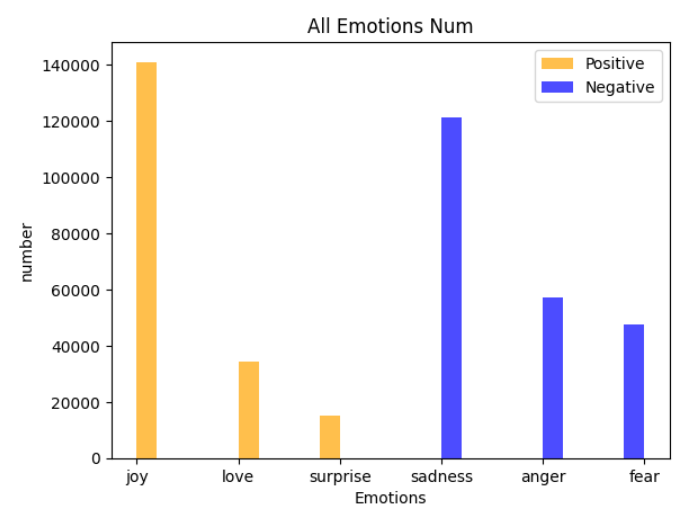 All Emotions Num
Positive
Negative
140000
120000
100000
80000
60000
40000
20000
0
number
joy love surprise sadness anger fear
Emotions